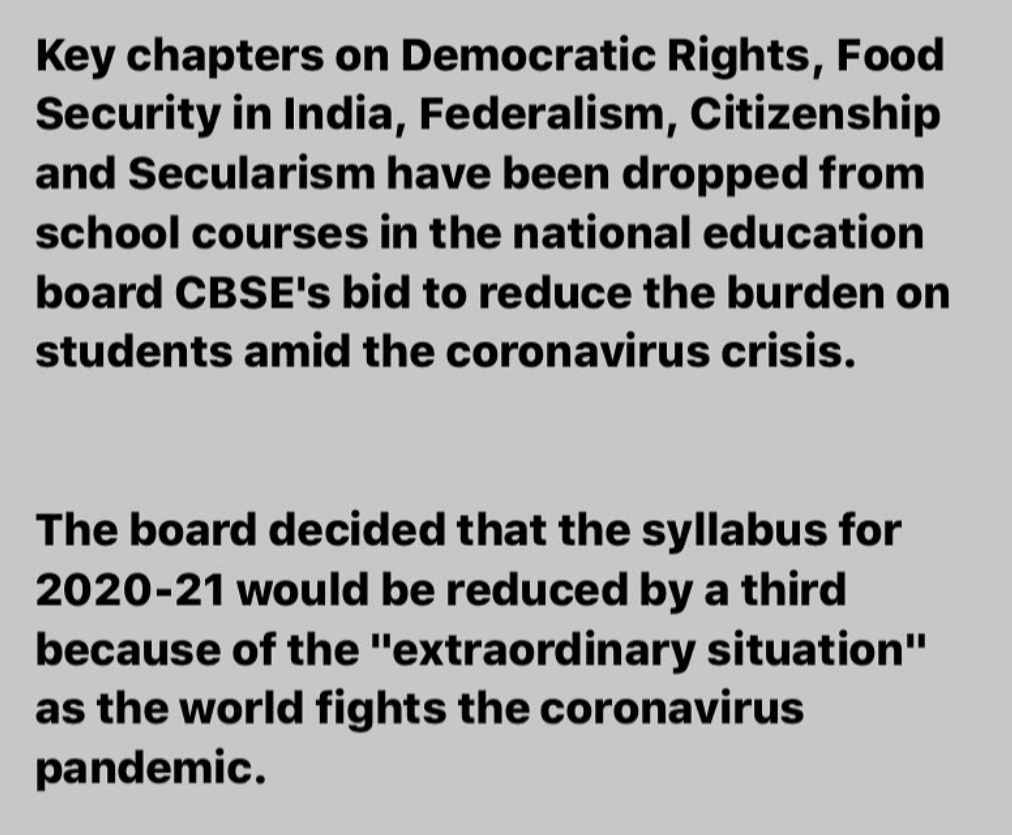 Key chapters on Democratic Rights, Food
Security in India, Federalism, Citizenship
and Secularism have been dropped from
school courses in the national education
board CBSE's bid to reduce the burden on
students amid the coronavirus crisis.
The board decided that the syllabus for
2020-21 would be reduced by a third
because of the "extraordinary situation"
as the world fights the coronavirus
pandemic.